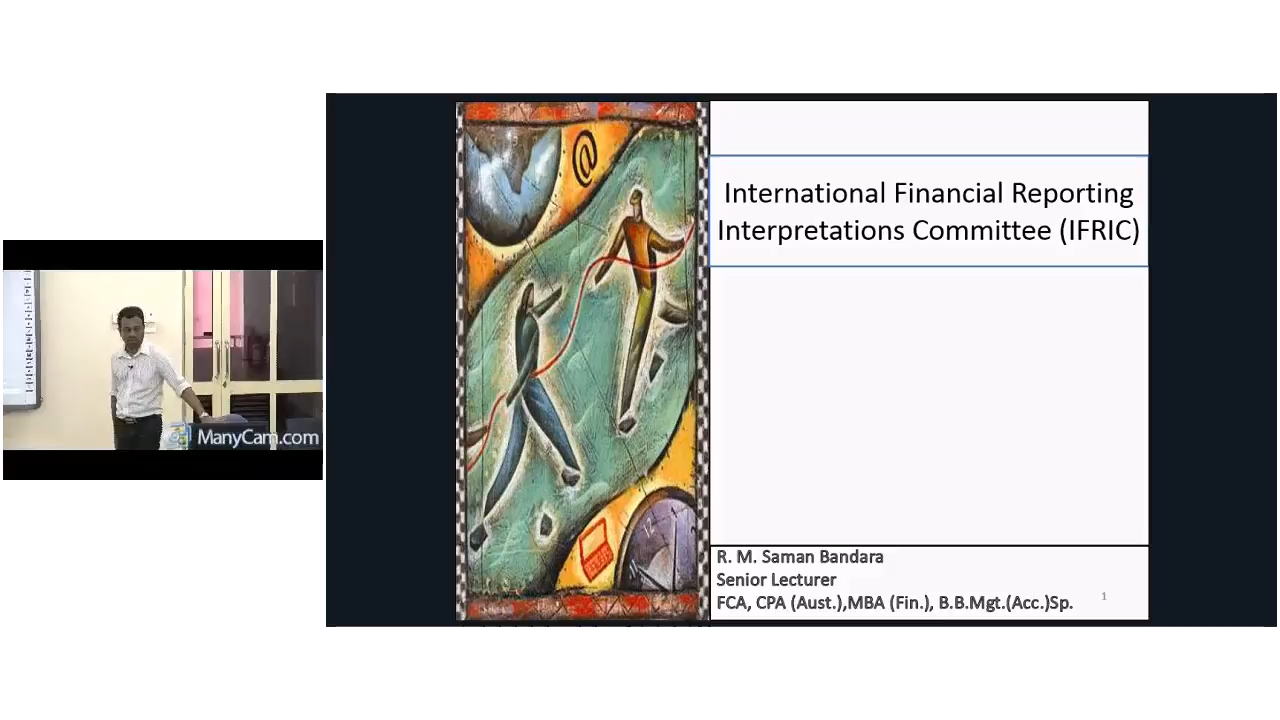 International Financial Reporting
Interpretations Committee (IFRIC)
@
R. M. Saman Bandara
Senior Lecturer
FCA, CPA (Aust.),MBA (Fin.), B.B.Mgt.(Acc.)Sp.
1
ManyCam.com